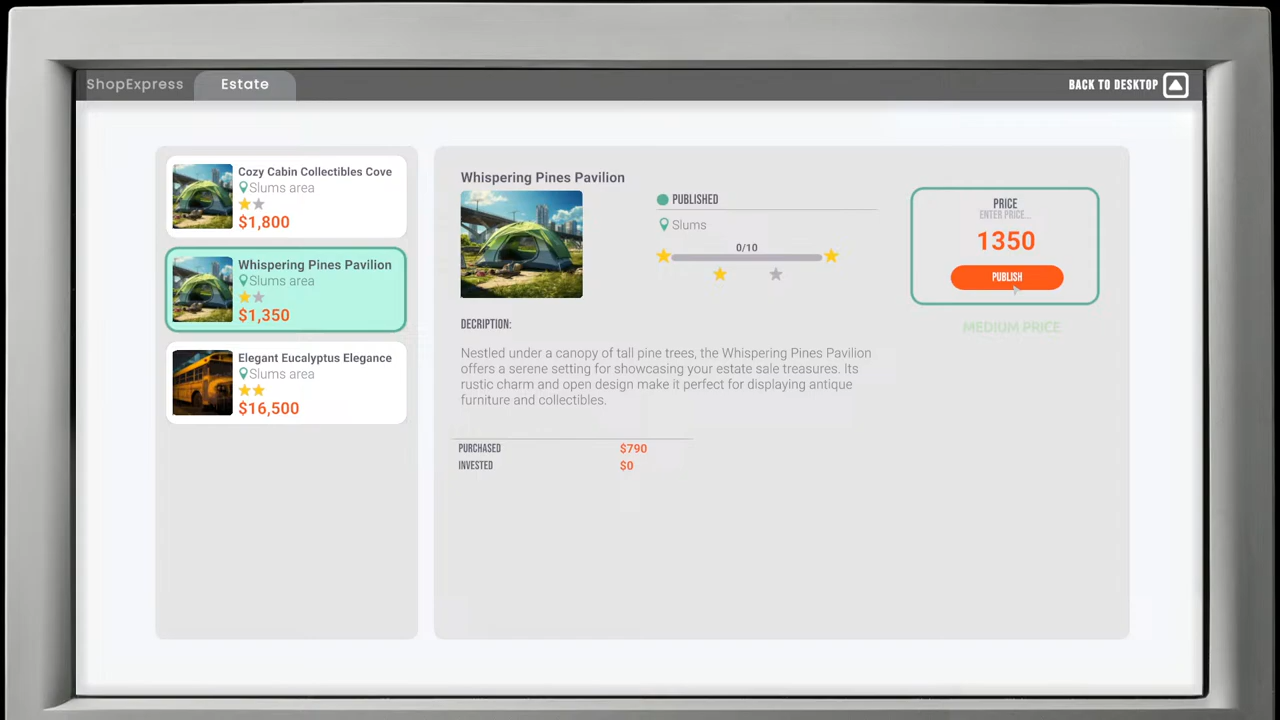 ShopExpress
Estate
BACK TO DESKTOP
Cozy Cabin Collectibles Cove
Slums area
$1,800
Whispering Pines Pavilion
Slums area
$1,350
Elegant Eucalyptus Elegance
Slums area
$16,500
Whispering Pines Pavilion
PUBLISHED
Slums
0/10
PRICE
ENTER PRICE...
1350
PUBLISH
MEDIUM PRICE
DECRIPTION:
Nestled under a canopy of tall pine trees, the Whispering Pines Pavilion
offers a serene setting for showcasing your estate sale treasures. Its
rustic charm and open design make it perfect for displaying antique
furniture and collectibles.
PURCHASED $790
INVESTED $0